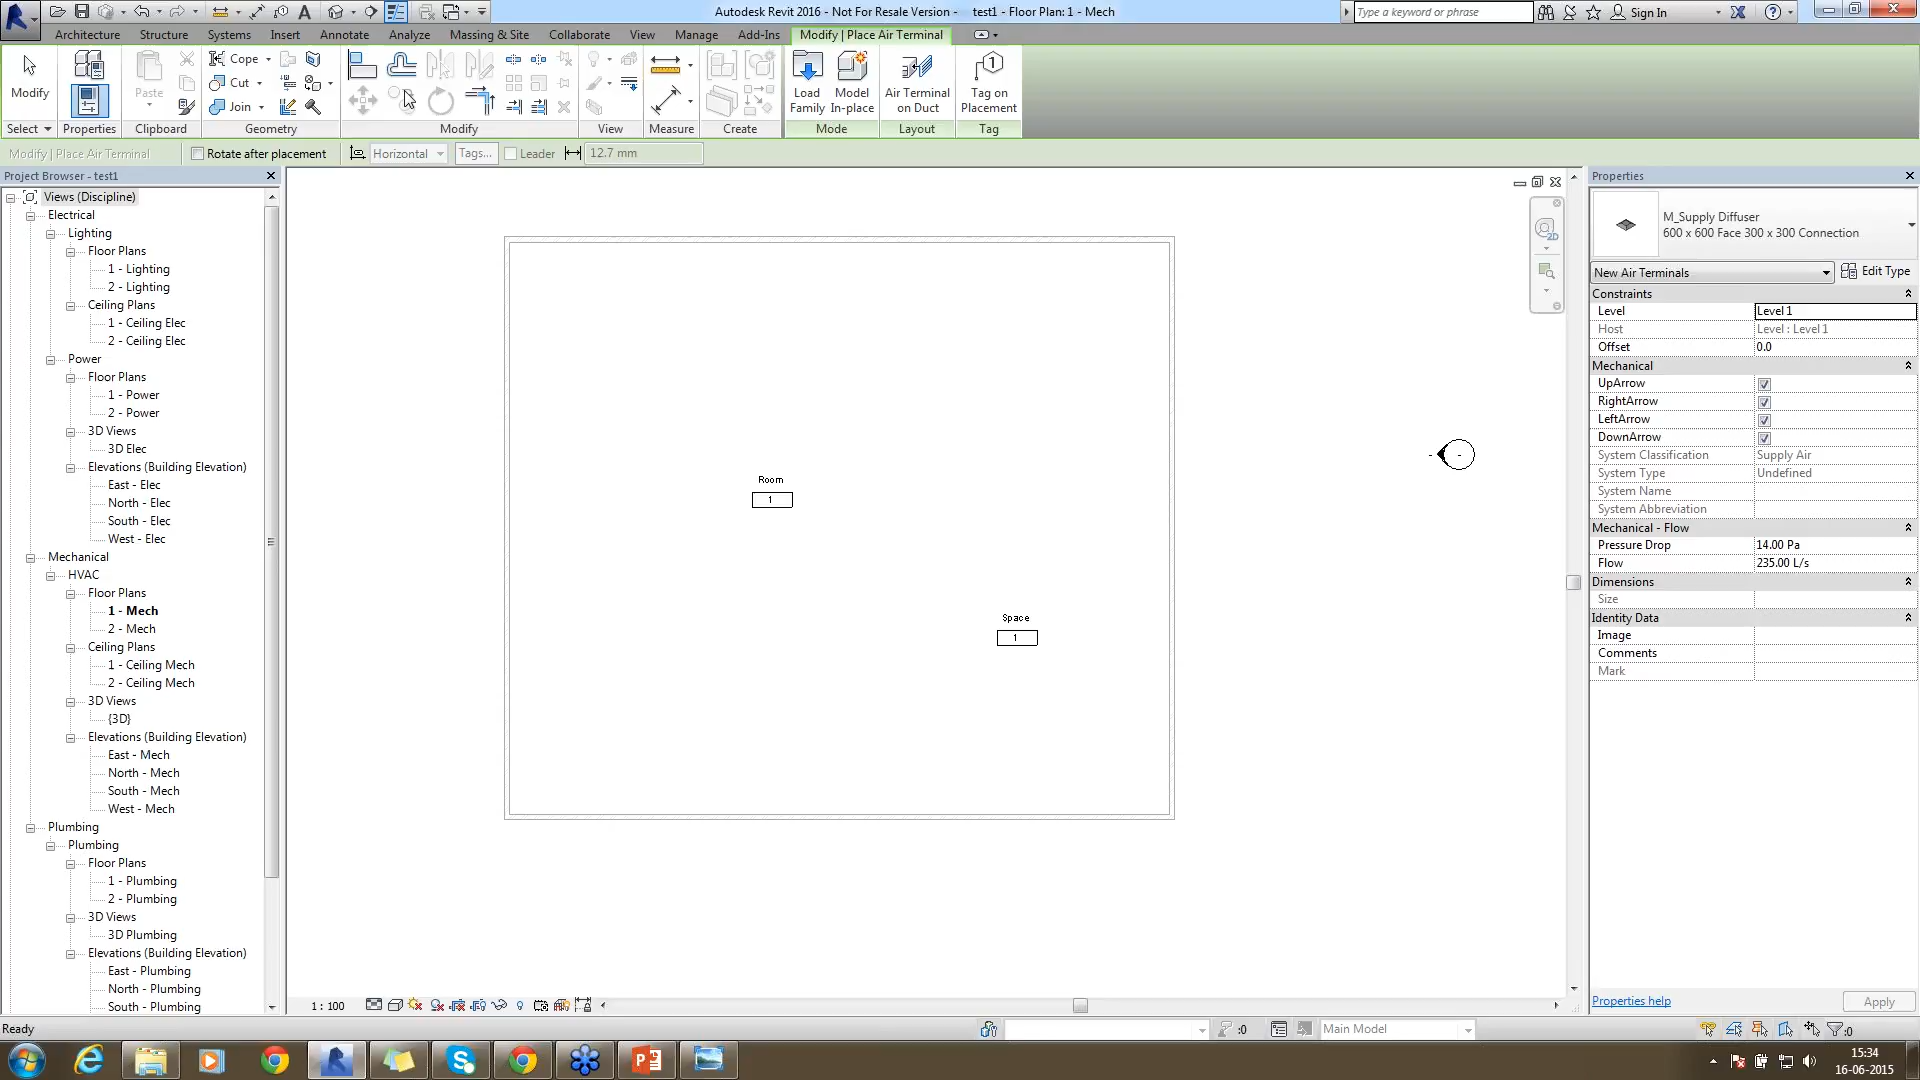 Autodesk Revit 2016 - Not For Resale Version - test1 - Floor Plan: 1 - Mech
Type a keyword or phrase
Sign In
Architecture Structure Systems Insert Annotate Analyze Massing & Site Collaborate View Manage Add-Ins Modify | Place Air Terminal
Cope
Cut
Join
Modify
Paste
Load Family
Model In-place
Air Terminal on Duct
Tag on Placement
Select Properties Clipboard Geometry Modify View Measure Create Mode Layout Tag
Modify | Place Air Terminal Rotate after placement Horizontal Tags... Leader 12.7 mm
Project Browser - test1
Views (Discipline)
Electrical
Lighting
Floor Plans
1 - Lighting
2 - Lighting
Ceiling Plans
1 - Ceiling Elec
2 - Ceiling Elec
Power
Floor Plans
1 - Power
2 - Power
3D Views
3D Elec
Elevations (Building Elevation)
East - Elec
North - Elec
South - Elec
West - Elec
Mechanical
HVAC
Floor Plans
1 - Mech
2 - Mech
Ceiling Plans
1 - Ceiling Mech
2 - Ceiling Mech
3D Views
{3D}
Elevations (Building Elevation)
East - Mech
North - Mech
South - Mech
West - Mech
Plumbing
Plumbing
Floor Plans
1 - Plumbing
2 - Plumbing
3D Views
3D Plumbing
Elevations (Building Elevation)
East - Plumbing
North - Plumbing
South - Plumbing
Room
1
Space
1
2D
1 : 100
Properties
M_Supply Diffuser
600 x 600 Face 300 x 300 Connection
New Air Terminals Edit Type
Constraints
Level Level 1
Host Level : Level 1
Offset 0.0
Mechanical
UpArrow
RightArrow
LeftArrow
DownArrow
System Classification Supply Air
System Type Undefined
System Name
System Abbreviation
Mechanical - Flow
Pressure Drop 14.00 Pa
Flow 235.00 L/s
Dimensions
Size
Identity Data
Image
Comments
Mark
Properties help Apply
Ready :0 Main Model :0
15:34
16-06-2015